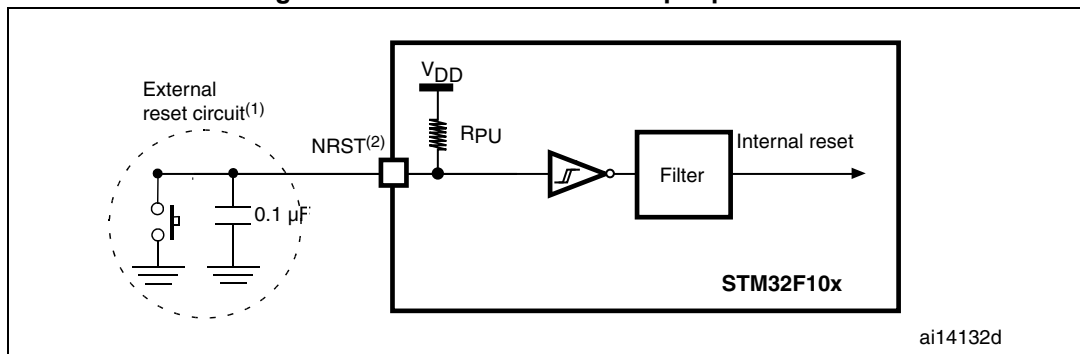 External
reset circuit(1)
VDD
NRST(2)
RPU
Internal reset
Filter
0.1 µF
STM32F10x
ai14132d